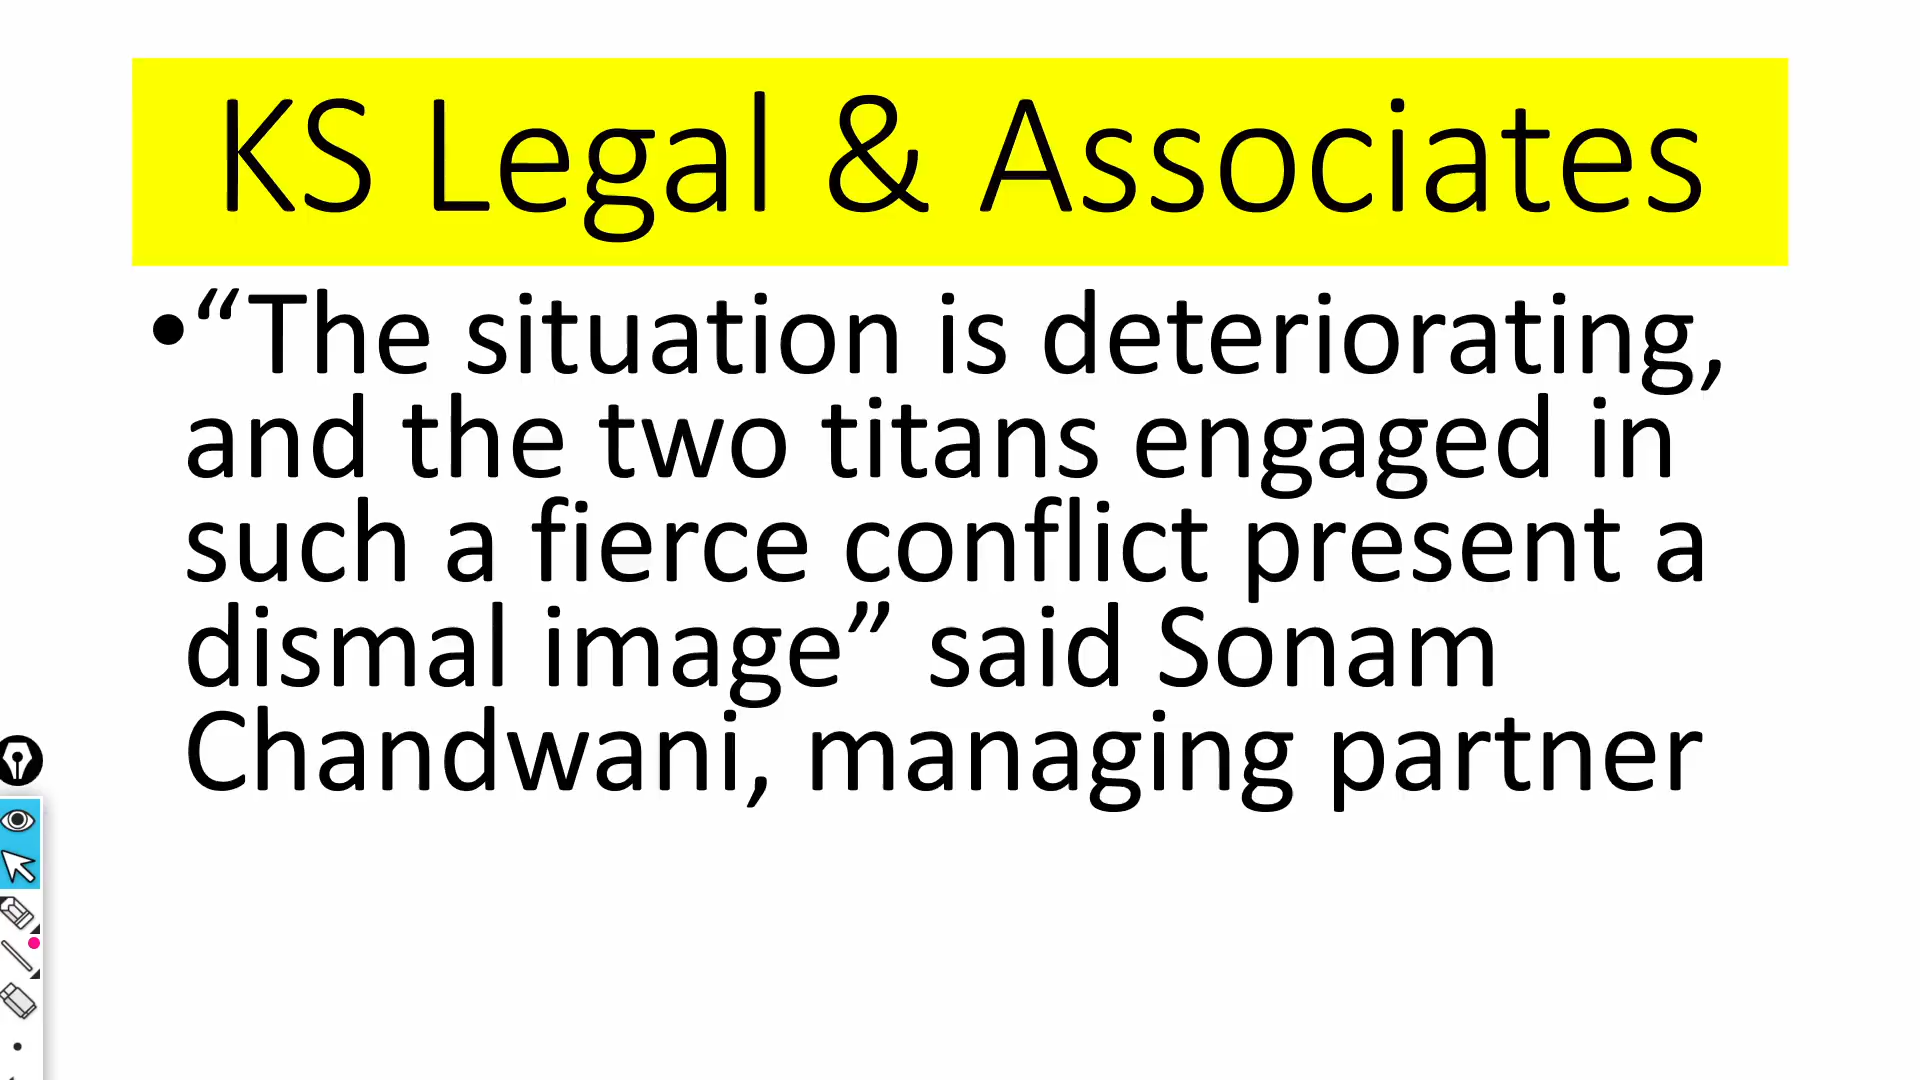 KS Legal & Associates
•“The situation is deteriorating,
and the two titans engaged in
such a fierce conflict present a
dismal image” said Sonam
Chandwani, managing partner